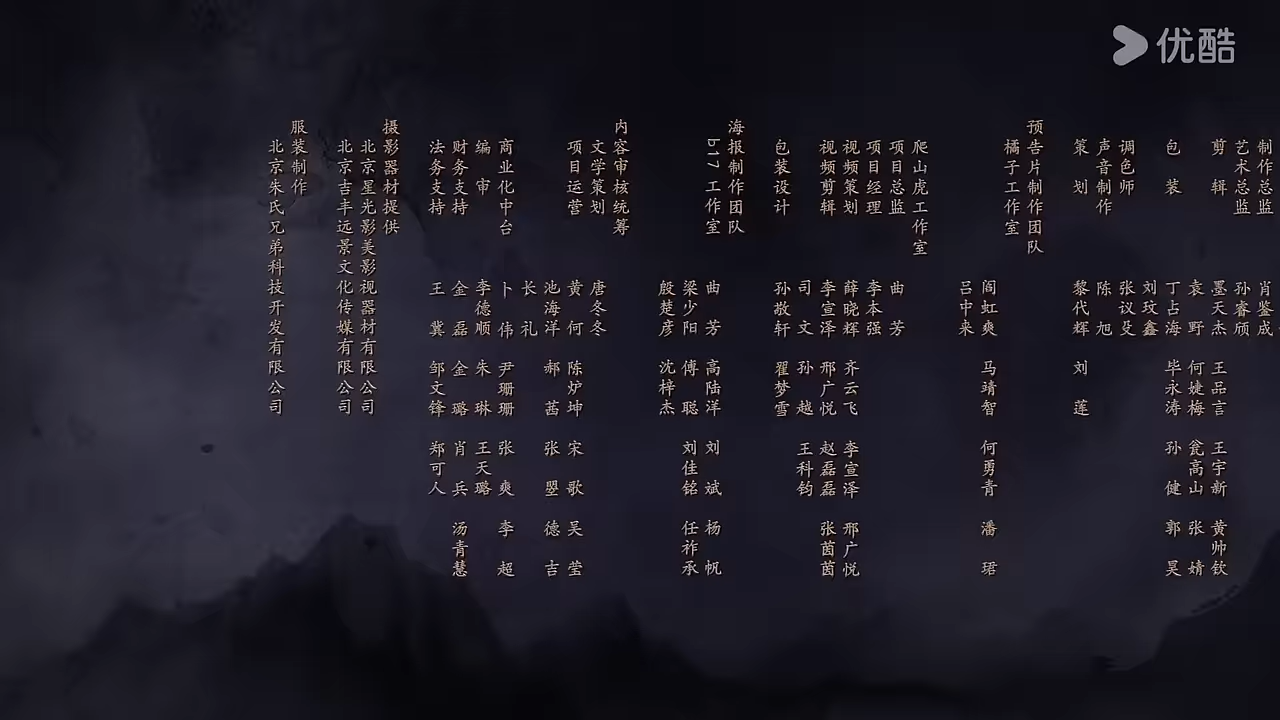 优酷
制作总监 肖鉴成
艺术总监 孙睿颀
剪辑 墨天杰 王品言 王宇新 黄帅钦
袁野 何婕梅 瓮高山 张婧
包装 丁占海 毕永涛 孙健 郭昊
刘玟鑫
调色师 张议殳
声音制作 陈旭
策划 黎代辉 刘莲
预告片制作团队
橘子工作室
阎虹爽 马靖智 何勇青 潘珺
吕中来
爬山虎工作室
项目总监 曲芳
项目经理 李本强
视频策划 薛晓辉 齐云飞 李宣泽 邢广悦
视频剪辑 李宣泽 邢广悦 赵磊磊 张茵茵
司文 孙越 王科钧
包装设计 孙敬轩 翟梦雪
海报制作团队
b17工作室
曲芳 高陆洋 刘斌 杨帆
梁少阳 傅聪 刘佳铭 任祚承
殷楚彦 沈梓杰
内容审核统筹
文学策划 唐冬冬
项目运营 黄何 陈炉坤 宋歌 吴莹
池海洋 郝茜 张曌 德吉
长礼
商业化中台 卜伟 尹珊珊 张爽 李超
编审 李德顺 朱琳 王天璐
财务支持 金磊 金璐 肖兵 汤青慧
法务支持 王冀 邹文锋 郑可人
摄影器材提供
北京星光影美影视器材有限公司
北京吉丰远景文化传媒有限公司
服装制作
北京朱氏兄弟科技开发有限公司